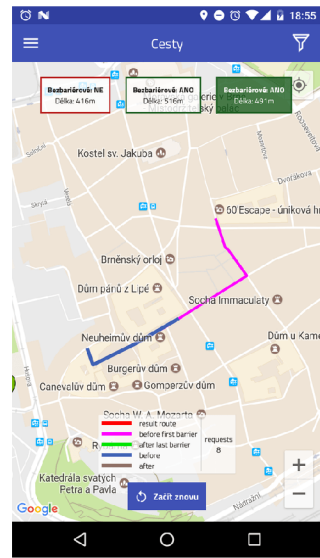 18:55
Cesty
Bezbariérově: NE
Délka: 416m
Bezbariérově: ANO
Délka: 516m
Bezbariérově: ANO
Délka: 491m
Kostel sv. Jakuba
Dvořákova
Skrytá
50 Escape - úniková h
Brněnský orloj
Dům pánů z Lipé
Socha Immaculaty
Neuheimův dům
Dům u Kame
Burgerův dům
Canevalův dům
Gomperzův dům
Socha W. A. Mozarta
result route
before first barrier
after last barrier
before
after
requests
8
Katedrála svatých
Petra a Pavla
+
−
Začít znovu
Google
Nádražní